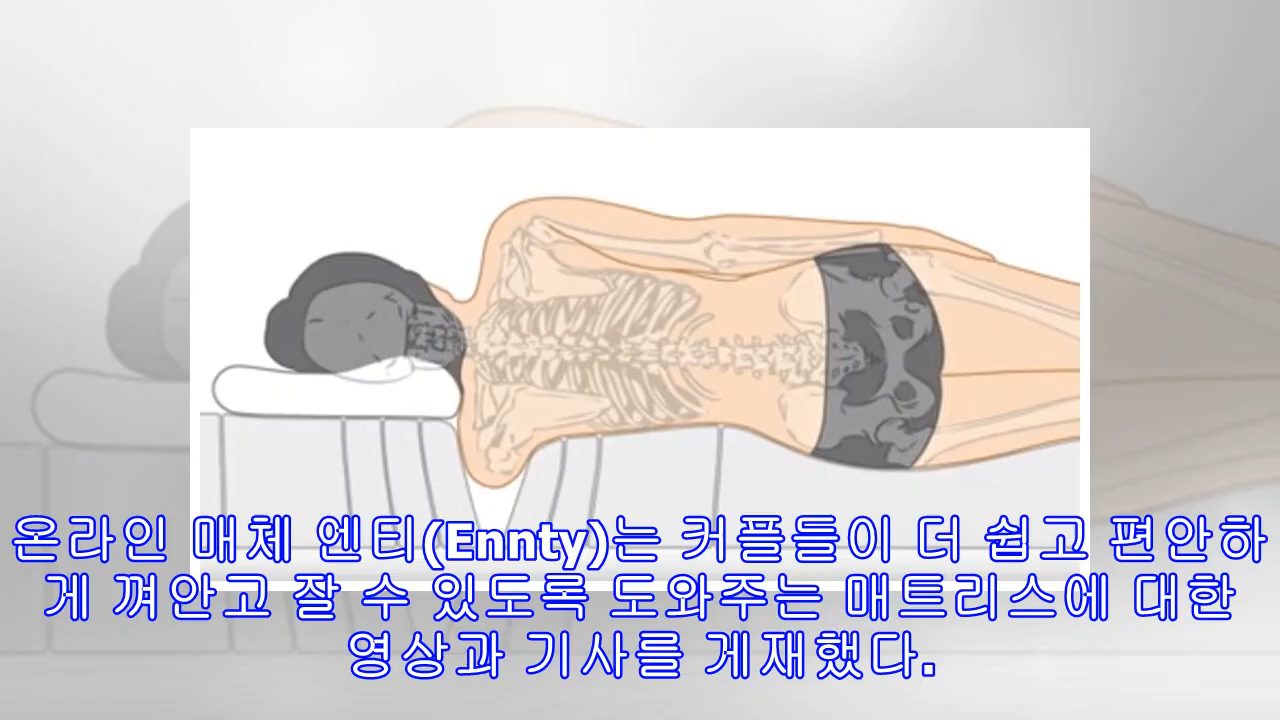 온라인 매체 엔티(Ennty)는 커플들이 더 쉽고 편안하
게 껴안고 잘 수 있도록 도와주는 매트리스에 대한
영상과 기사를 게재했다.